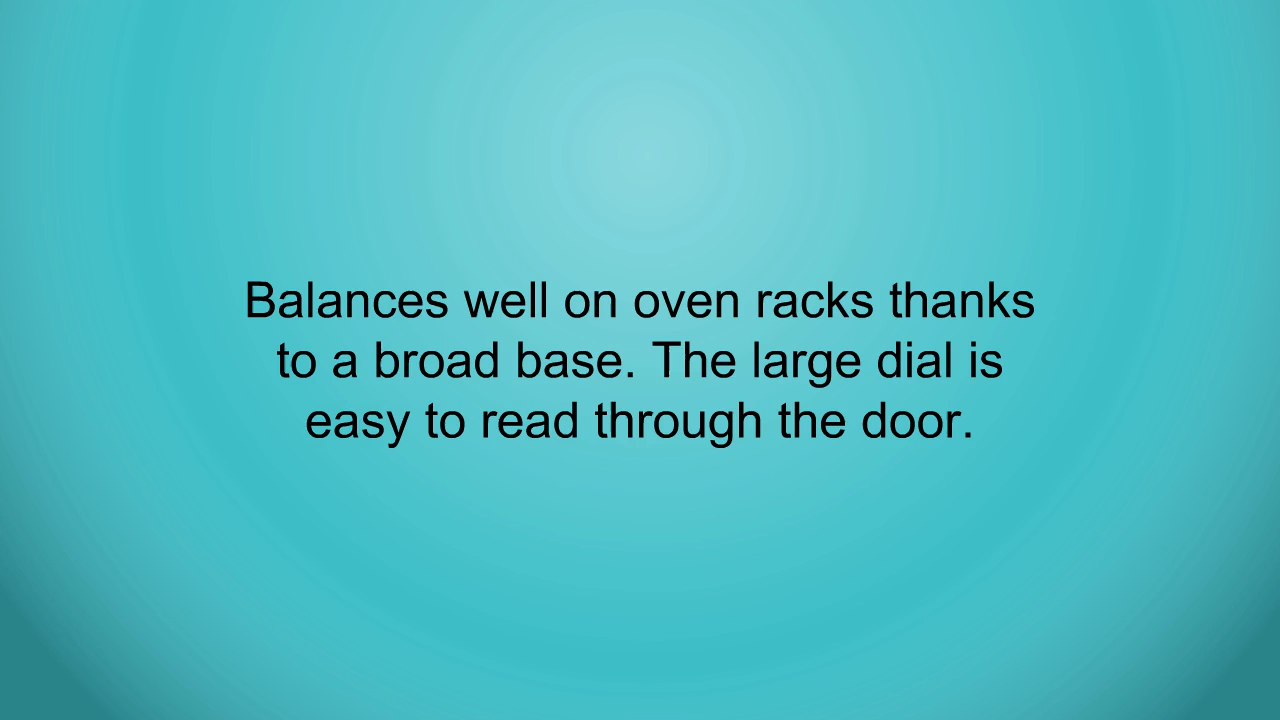 Balances well on oven racks thanks
to a broad base. The large dial is
easy to read through the door.